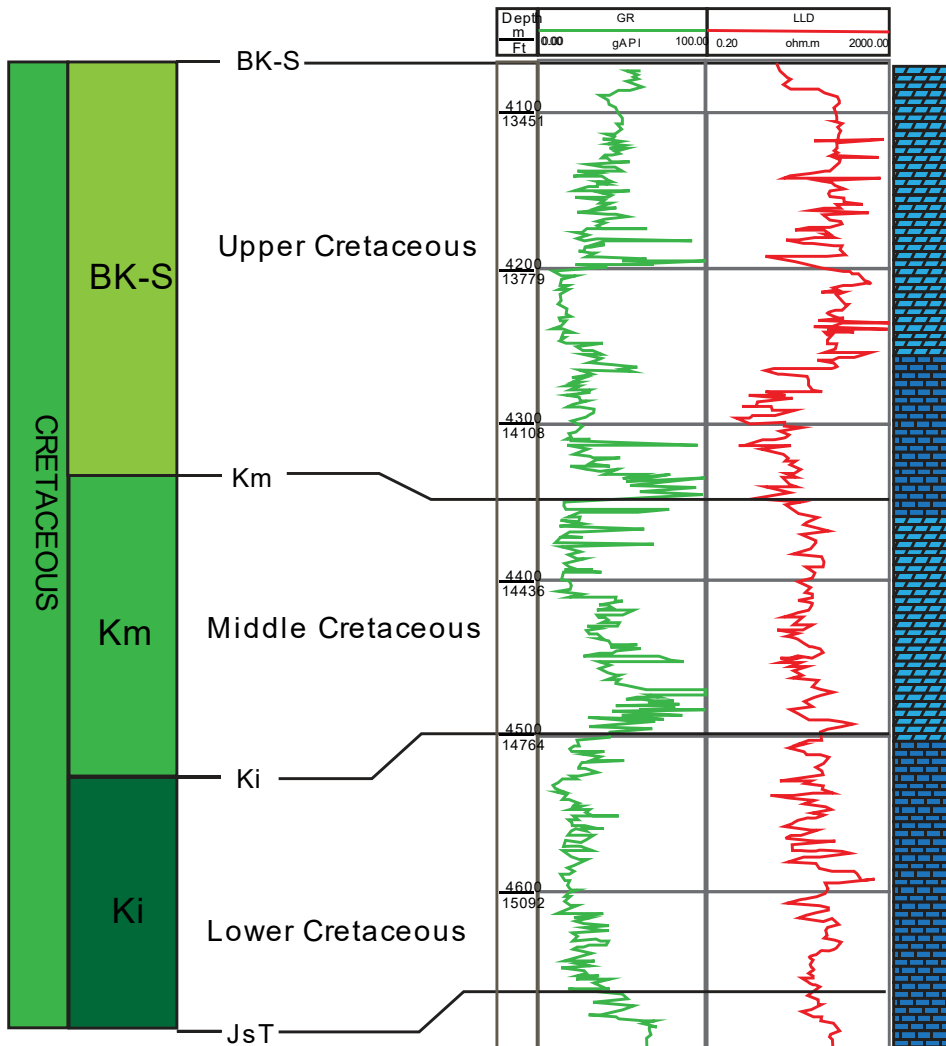 Depth
m
Ft
GR
0.00 gAPI 100.00
LLD
0.20 ohm.m 2000.00
BK-S
4100
13451
Upper Cretaceous
4200
13779
BK-S
4300
14108
CRETACEOUS
Km
4400
14436
Km
Middle Cretaceous
4500
14764
Ki
4600
15092
Ki
Lower Cretaceous
JsT